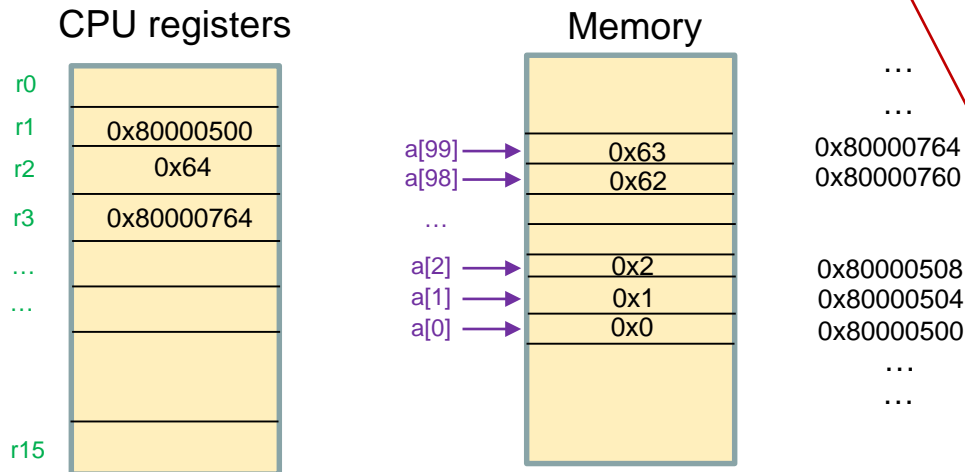 CPU registers
r0
r1 0x80000500
r2 0x64
r3 0x80000764
…
…
r15
Memory
…
…
a[99] 0x63 0x80000764
a[98] 0x62 0x80000760
…
a[2] 0x2 0x80000508
a[1] 0x1 0x80000504
a[0] 0x0 0x80000500
…
…